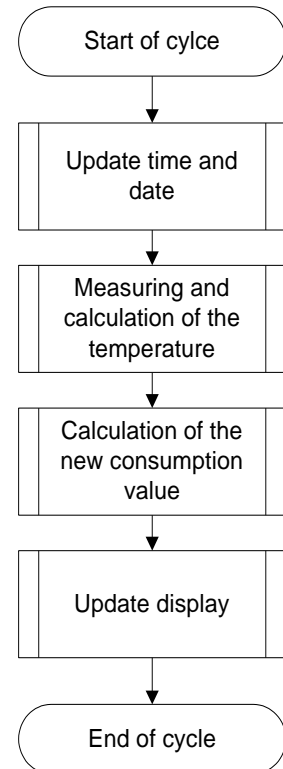 Start of cylce
Update time and
date
Measuring and
calculation of the
temperature
Calculation of the
new consumption
value
Update display
End of cycle